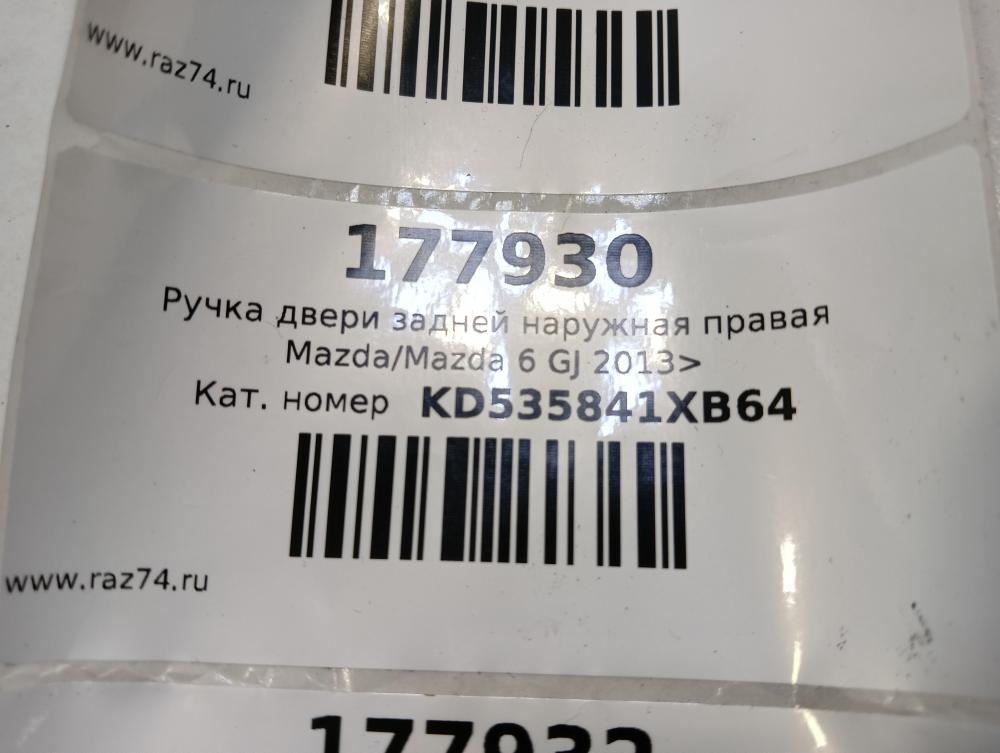 www.raz74.ru
177930
Ручка двери задней наружная правая
Mazda/Mazda 6 GJ 2013>
Кат. номер KD535841XB64
www.raz74.ru
177932